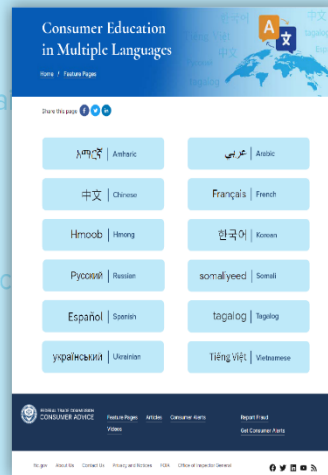 Consumer Education
in Multiple Languages
Home / Feature Pages
Share this page
አማርኛ | Amharic
عربي | Arabic
中文 | Chinese
Français | French
Hmoob | Hmong
한국어 | Korean
Русский | Russian
somaliyeed | Somali
Español | Spanish
tagalog | Tagalog
український | Ukrainian
Tiếng Việt | Vietnamese
FEDERAL TRADE COMMISSION
CONSUMER ADVICE
Feature Pages Articles Consumer Alerts
Videos
Report Fraud
Get Consumer Alerts
ftc.gov About Us Contact Us Privacy and Notices FOIA Office of Inspector General